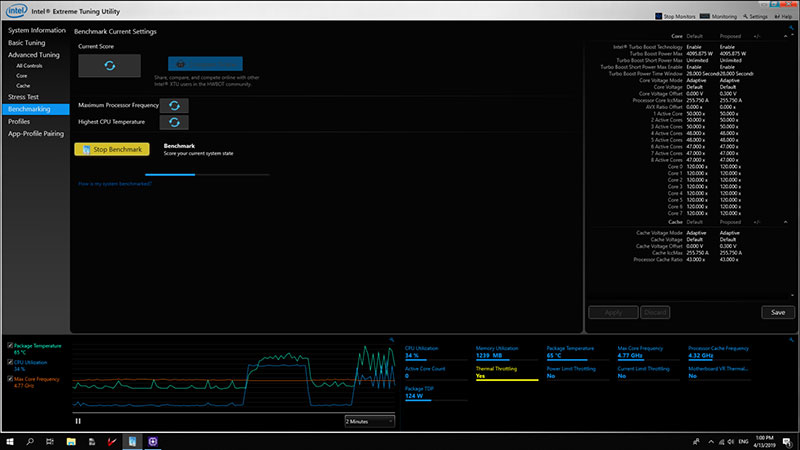 intel Intel® Extreme Tuning Utility
Stop Monitors Monitoring Settings Help
System Information
Basic Tuning
Advanced Tuning
All Controls
Core
Cache
Stress Test
Benchmarking
Profiles
App-Profile Pairing
Benchmark Current Settings
Current Score
Share, compare, and compete online with other
Intel® XTU users in the HWBOT community.
Maximum Processor Frequency
Highest CPU Temperature
Stop Benchmark
Benchmark
Score your current system state
How is my system benchmarked?
Core Default Proposed +/-
Intel® Turbo Boost Technology Enable Enable
Turbo Boost Power Max 4095.875 W 4095.875 W
Turbo Boost Short Power Max Unlimited Unlimited
Turbo Boost Short Power Max Enable Enable Enable
Turbo Boost Power Time Window 28.000 Seconds 28.000 Seconds
Core Voltage Mode Adaptive Adaptive
Core Voltage Default Default
Core Voltage Offset 0.000 V 0.300 V
Processor Core IccMax 255.750 A 255.750 A
AVX Ratio Offset 0.000 x 0.000 x
1 Active Core 50.000 x 50.000 x
2 Active Cores 50.000 x 50.000 x
3 Active Cores 50.000 x 50.000 x
4 Active Cores 48.000 x 48.000 x
5 Active Cores 48.000 x 48.000 x
6 Active Cores 47.000 x 47.000 x
7 Active Cores 47.000 x 47.000 x
8 Active Cores 47.000 x 47.000 x
Core 0 120.000 x 120.000 x
Core 1 120.000 x 120.000 x
Core 2 120.000 x 120.000 x
Core 3 120.000 x 120.000 x
Core 4 120.000 x 120.000 x
Core 5 120.000 x 120.000 x
Core 6 120.000 x 120.000 x
Core 7 120.000 x 120.000 x
Cache Default Proposed +/-
Cache Voltage Mode Adaptive Adaptive
Cache Voltage Default Default
Cache Voltage Offset 0.000 V 0.300 V
Cache IccMax 255.750 A 255.750 A
Processor Cache Ratio 43.000 x 43.000 x
Apply Discard Save
Package Temperature
65 °C
CPU Utilization
34 %
Max Core Frequency
4.77 GHz
2 Minutes
CPU Utilization Memory Utilization Package Temperature Max Core Frequency Processor Cache Frequency
34 % 1239 MB 65 °C 4.77 GHz 4.32 GHz
Active Core Count Thermal Throttling Power Limit Throttling Current Limit Throttling Motherboard VR Thermal...
0 Yes No No No
Package TDP
124 W
ENG
1:00 PM
4/13/2019